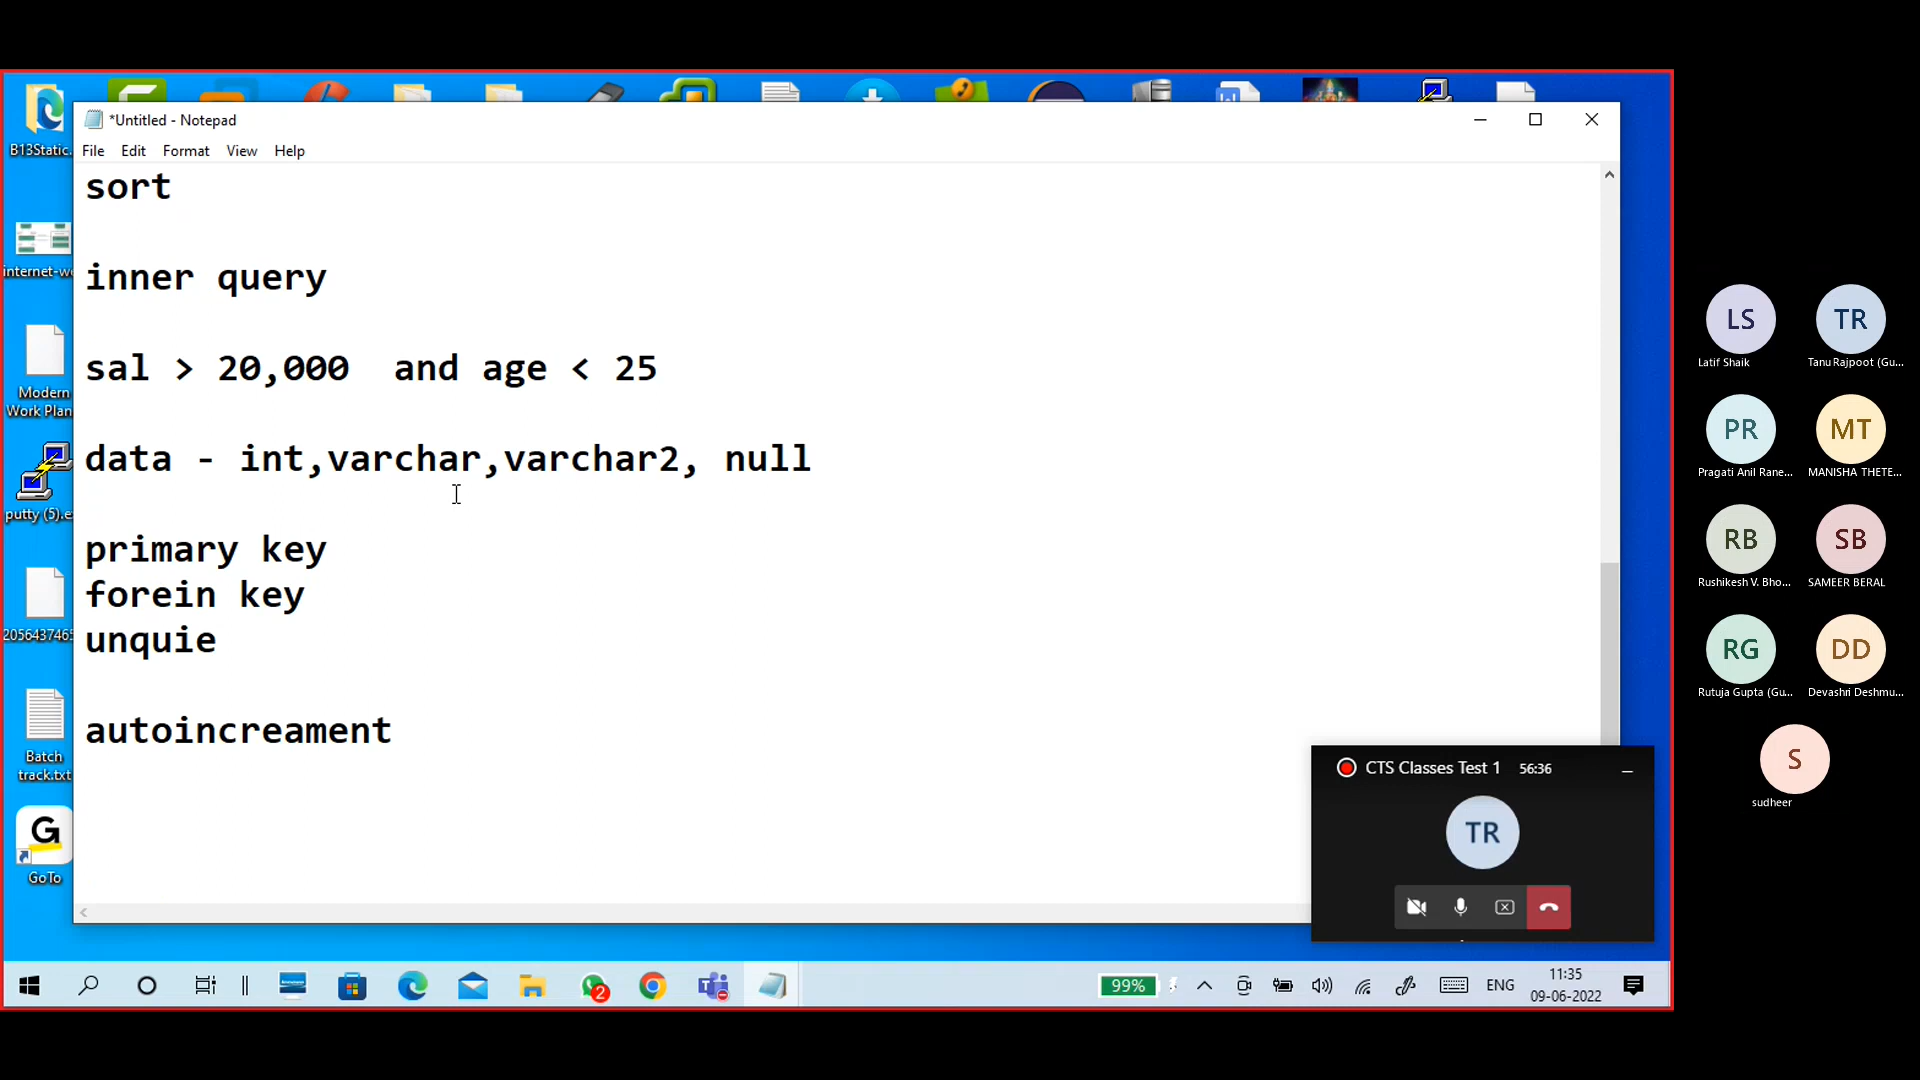 B13Static.
*Untitled - Notepad
File Edit Format View Help
sort
inner query
sal > 20,000 and age < 25
data - int,varchar,varchar2, null
primary key
forein key
unquie
autoincreament
internet-we
Modern
Work Plan
putty (5).e
2056437465
Batch
track.txt
G
GoTo
CTS Classes Test 1 56:36
TR
LS
Latif Shaik
TR
Tanu Rajpoot (Gu...
PR
Pragati Anil Rane...
MT
MANISHA THETE...
RB
Rushikesh V. Bho...
SB
SAMEER BERAL
RG
Rutuja Gupta (Gu...
DD
Devashri Deshmu...
S
sudheer
2
99%
ENG
11:35
09-06-2022